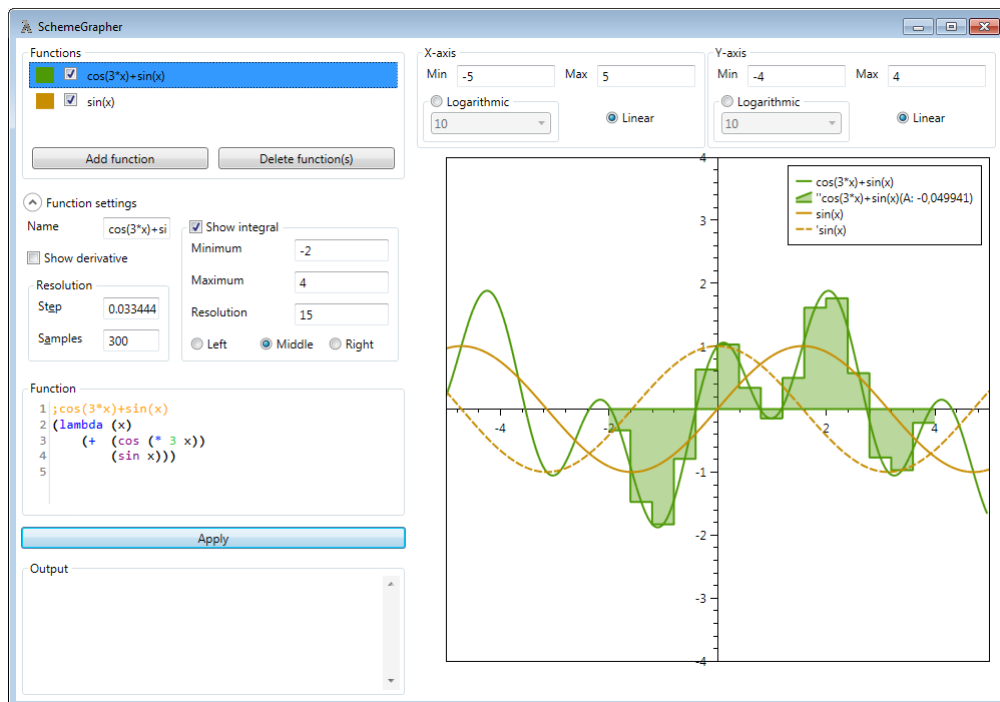 SchemeGrapher
Functions
cos(3*x)+sin(x)
sin(x)
Add function
Delete function(s)
Function settings
Name
cos(3*x)+si
Show derivative
Resolution
Step
0.033444
Samples
300
Show integral
Minimum
-2
Maximum
4
Resolution
15
Left
Middle
Right
Function
1 ;cos(3*x)+sin(x)
2 (lambda (x)
3 (+ (cos (* 3 x))
4 (sin x)))
5
Apply
Output
X-axis
Min -5 Max 5
Logarithmic
10
Linear
Y-axis
Min -4 Max 4
Logarithmic
10
Linear
cos(3*x)+sin(x)
''cos(3*x)+sin(x)(A: -0,049941)
sin(x)
'sin(x)
4
3
2
1
-1
-2
-3
-4
-4
-2
2
4